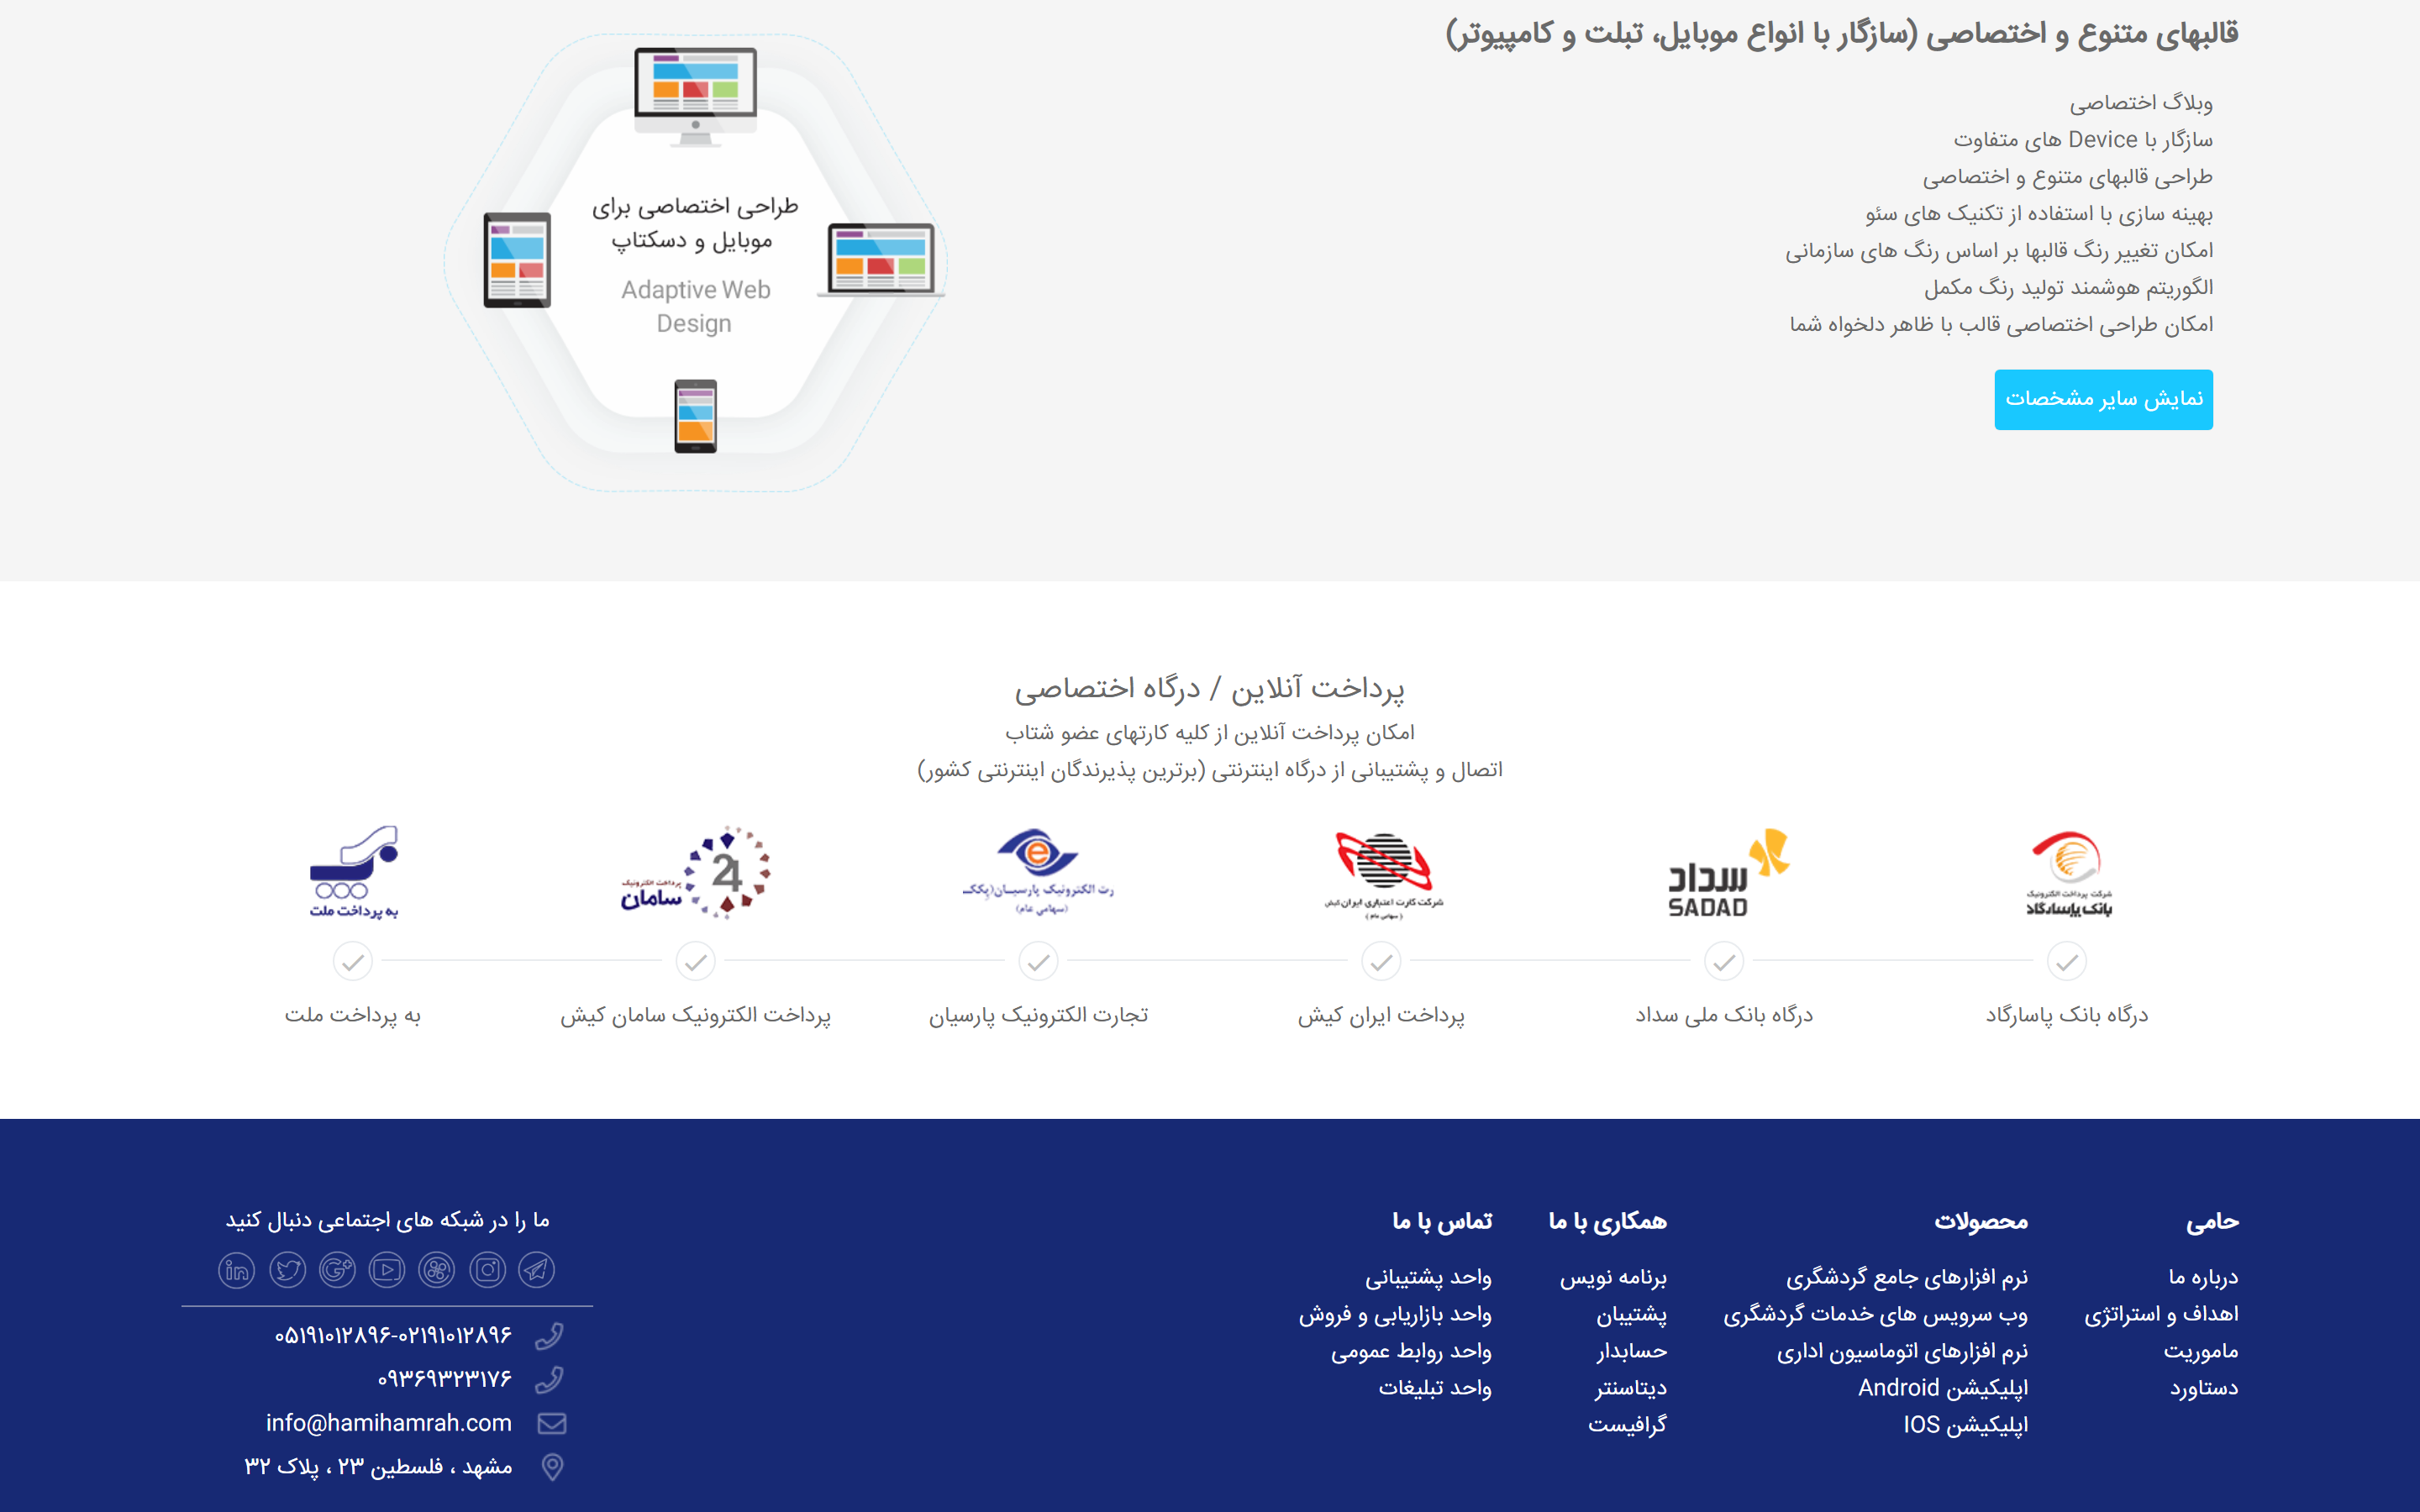 قالبهای متنوع و اختصاصی (سازگار با انواع موبایل، تبلت و کامپیوتر)
وبلاگ اختصاصی
سازگار با Device های متفاوت
طراحی قالبهای متنوع و اختصاصی
بهینه سازی با استفاده از تکنیک های سئو
امکان تغییر رنگ قالبها بر اساس رنگ های سازمانی
الگوریتم هوشمند تولید رنگ مکمل
امکان طراحی اختصاصی قالب با ظاهر دلخواه شما
نمایش سایر مشخصات
طراحی اختصاصی برای
موبایل و دسکتاپ
Adaptive Web
Design
پرداخت آنلاین / درگاه اختصاصی
امکان پرداخت آنلاین از کلیه کارتهای عضو شتاب
اتصال و پشتیبانی از درگاه اینترنتی (برترین پذیرندگان اینترنتی کشور)
شرکت پرداخت الکترونیک
بانک پاسارگاد
درگاه بانک پاسارگاد
سداد
SADAD
درگاه بانک ملی سداد
شرکت کارت اعتباری ایران کیش
(سهامی عام)
پرداخت ایران کیش
e
رت الکترونیک پارسیان(پککـ
(سهامی عام)
تجارت الکترونیک پارسیان
24
پرداخت الکترونیک
سامان
پرداخت الکترونیک سامان کیش
به پرداخت ملت
به پرداخت ملت
حامی
درباره ما
اهداف و استراتژی
ماموریت
دستاورد
محصولات
نرم افزارهای جامع گردشگری
وب سرویس های خدمات گردشگری
نرم افزارهای اتوماسیون اداری
اپلیکیشن Android
اپلیکیشن IOS
همکاری با ما
برنامه نویس
پشتیبان
حسابدار
دیتاسنتر
گرافیست
تماس با ما
واحد پشتیبانی
واحد بازاریابی و فروش
واحد روابط عمومی
واحد تبلیغات
ما را در شبکه های اجتماعی دنبال کنید
۰۵۱۹۱۰۱۲۸۹۶-۰۲۱۹۱۰۱۲۸۹۶
۰۹۳۶۹۳۲۳۱۷۶
info@hamihamrah.com
مشهد ، فلسطین ۲۳ ، پلاک ۳۲